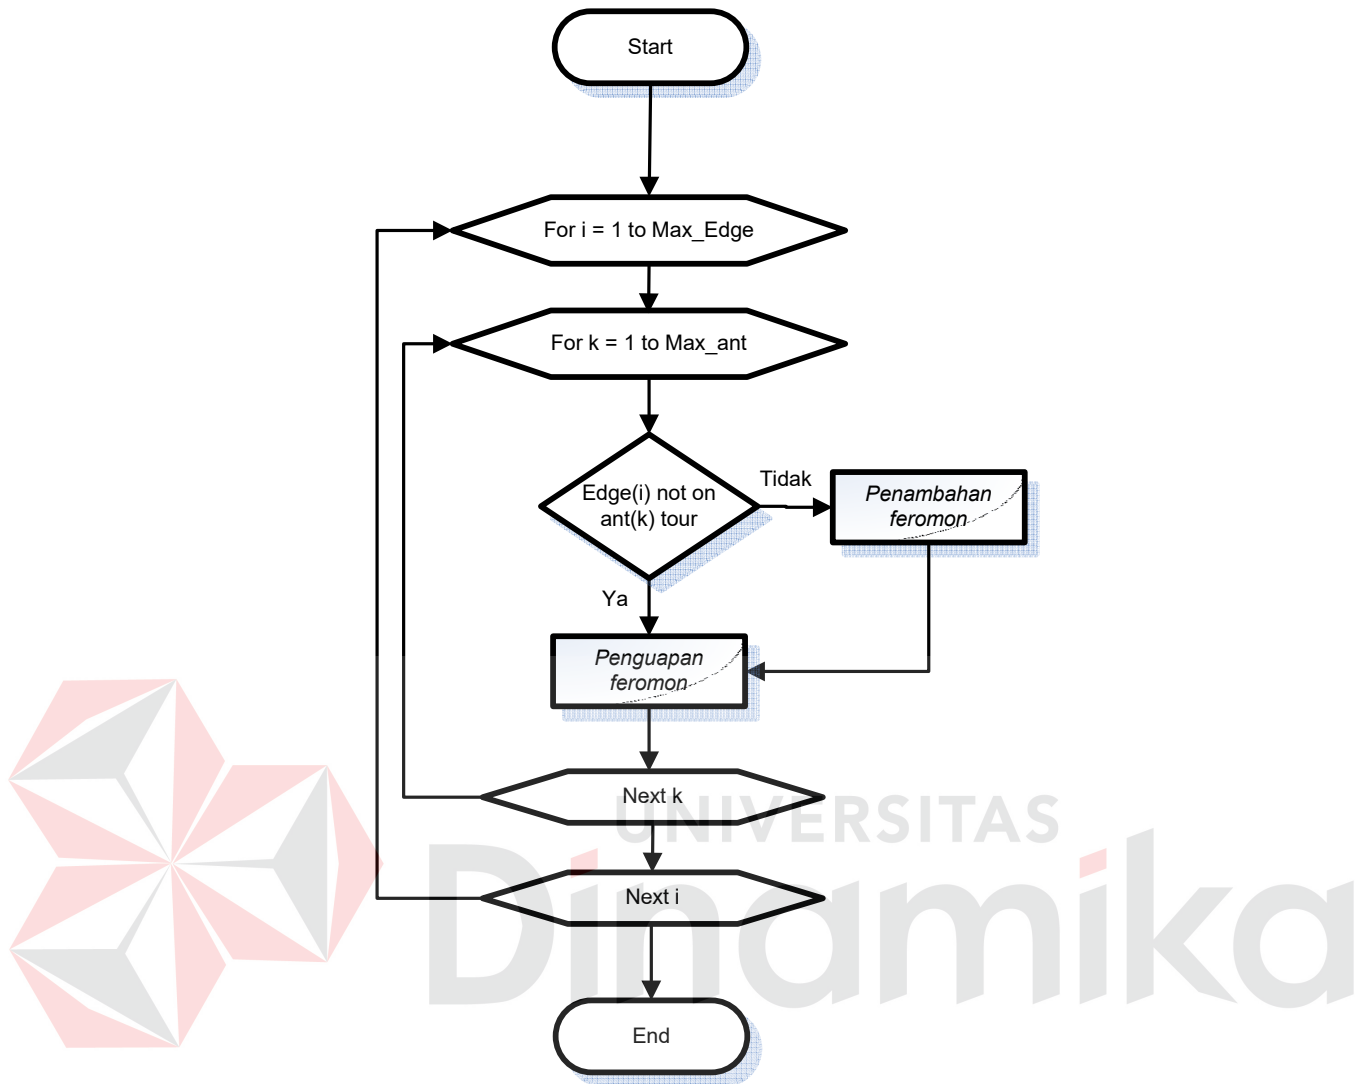 Start
For i = 1 to Max_Edge
For k = 1 to Max_ant
Edge(i) not on
ant(k) tour
Tidak
Penambahan
feromon
Ya
Penguapan
feromon
Next k
UNIVERSITAS
Dinamika
Next i
End